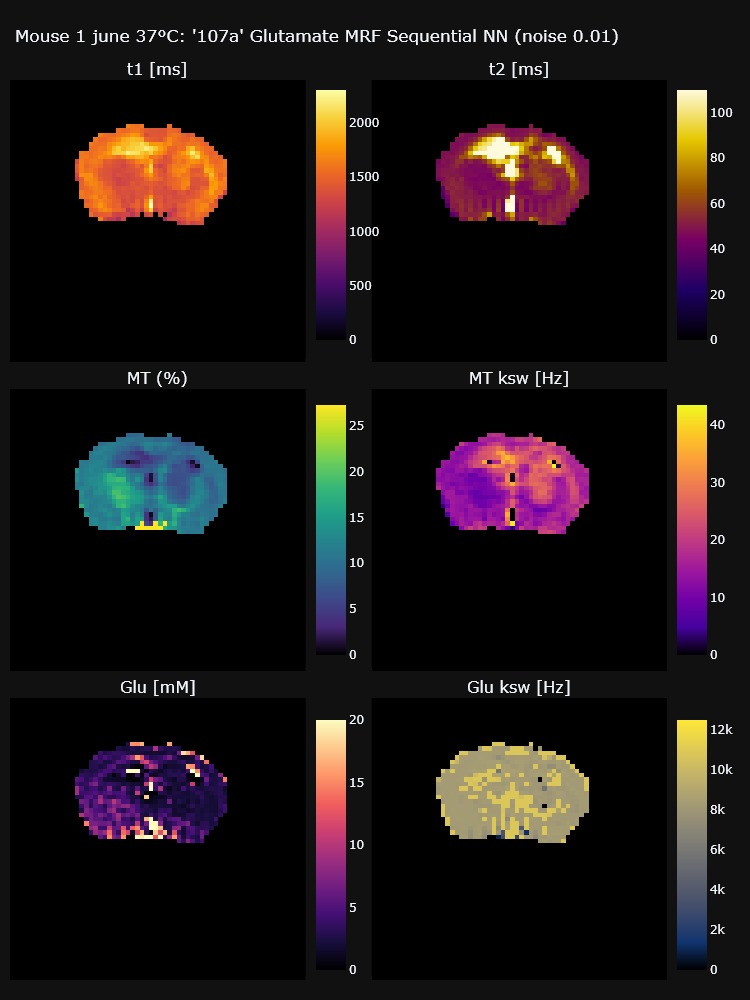 Mouse 1 june 37ºC: '107a' Glutamate MRF Sequential NN (noise 0.01)
t1 [ms]
2000
1500
1000
500
0
t2 [ms]
100
80
60
40
20
0
MT (%)
25
20
15
10
5
0
MT ksw [Hz]
40
30
20
10
0
Glu [mM]
20
15
10
5
0
Glu ksw [Hz]
12k
10k
8k
6k
4k
2k
0